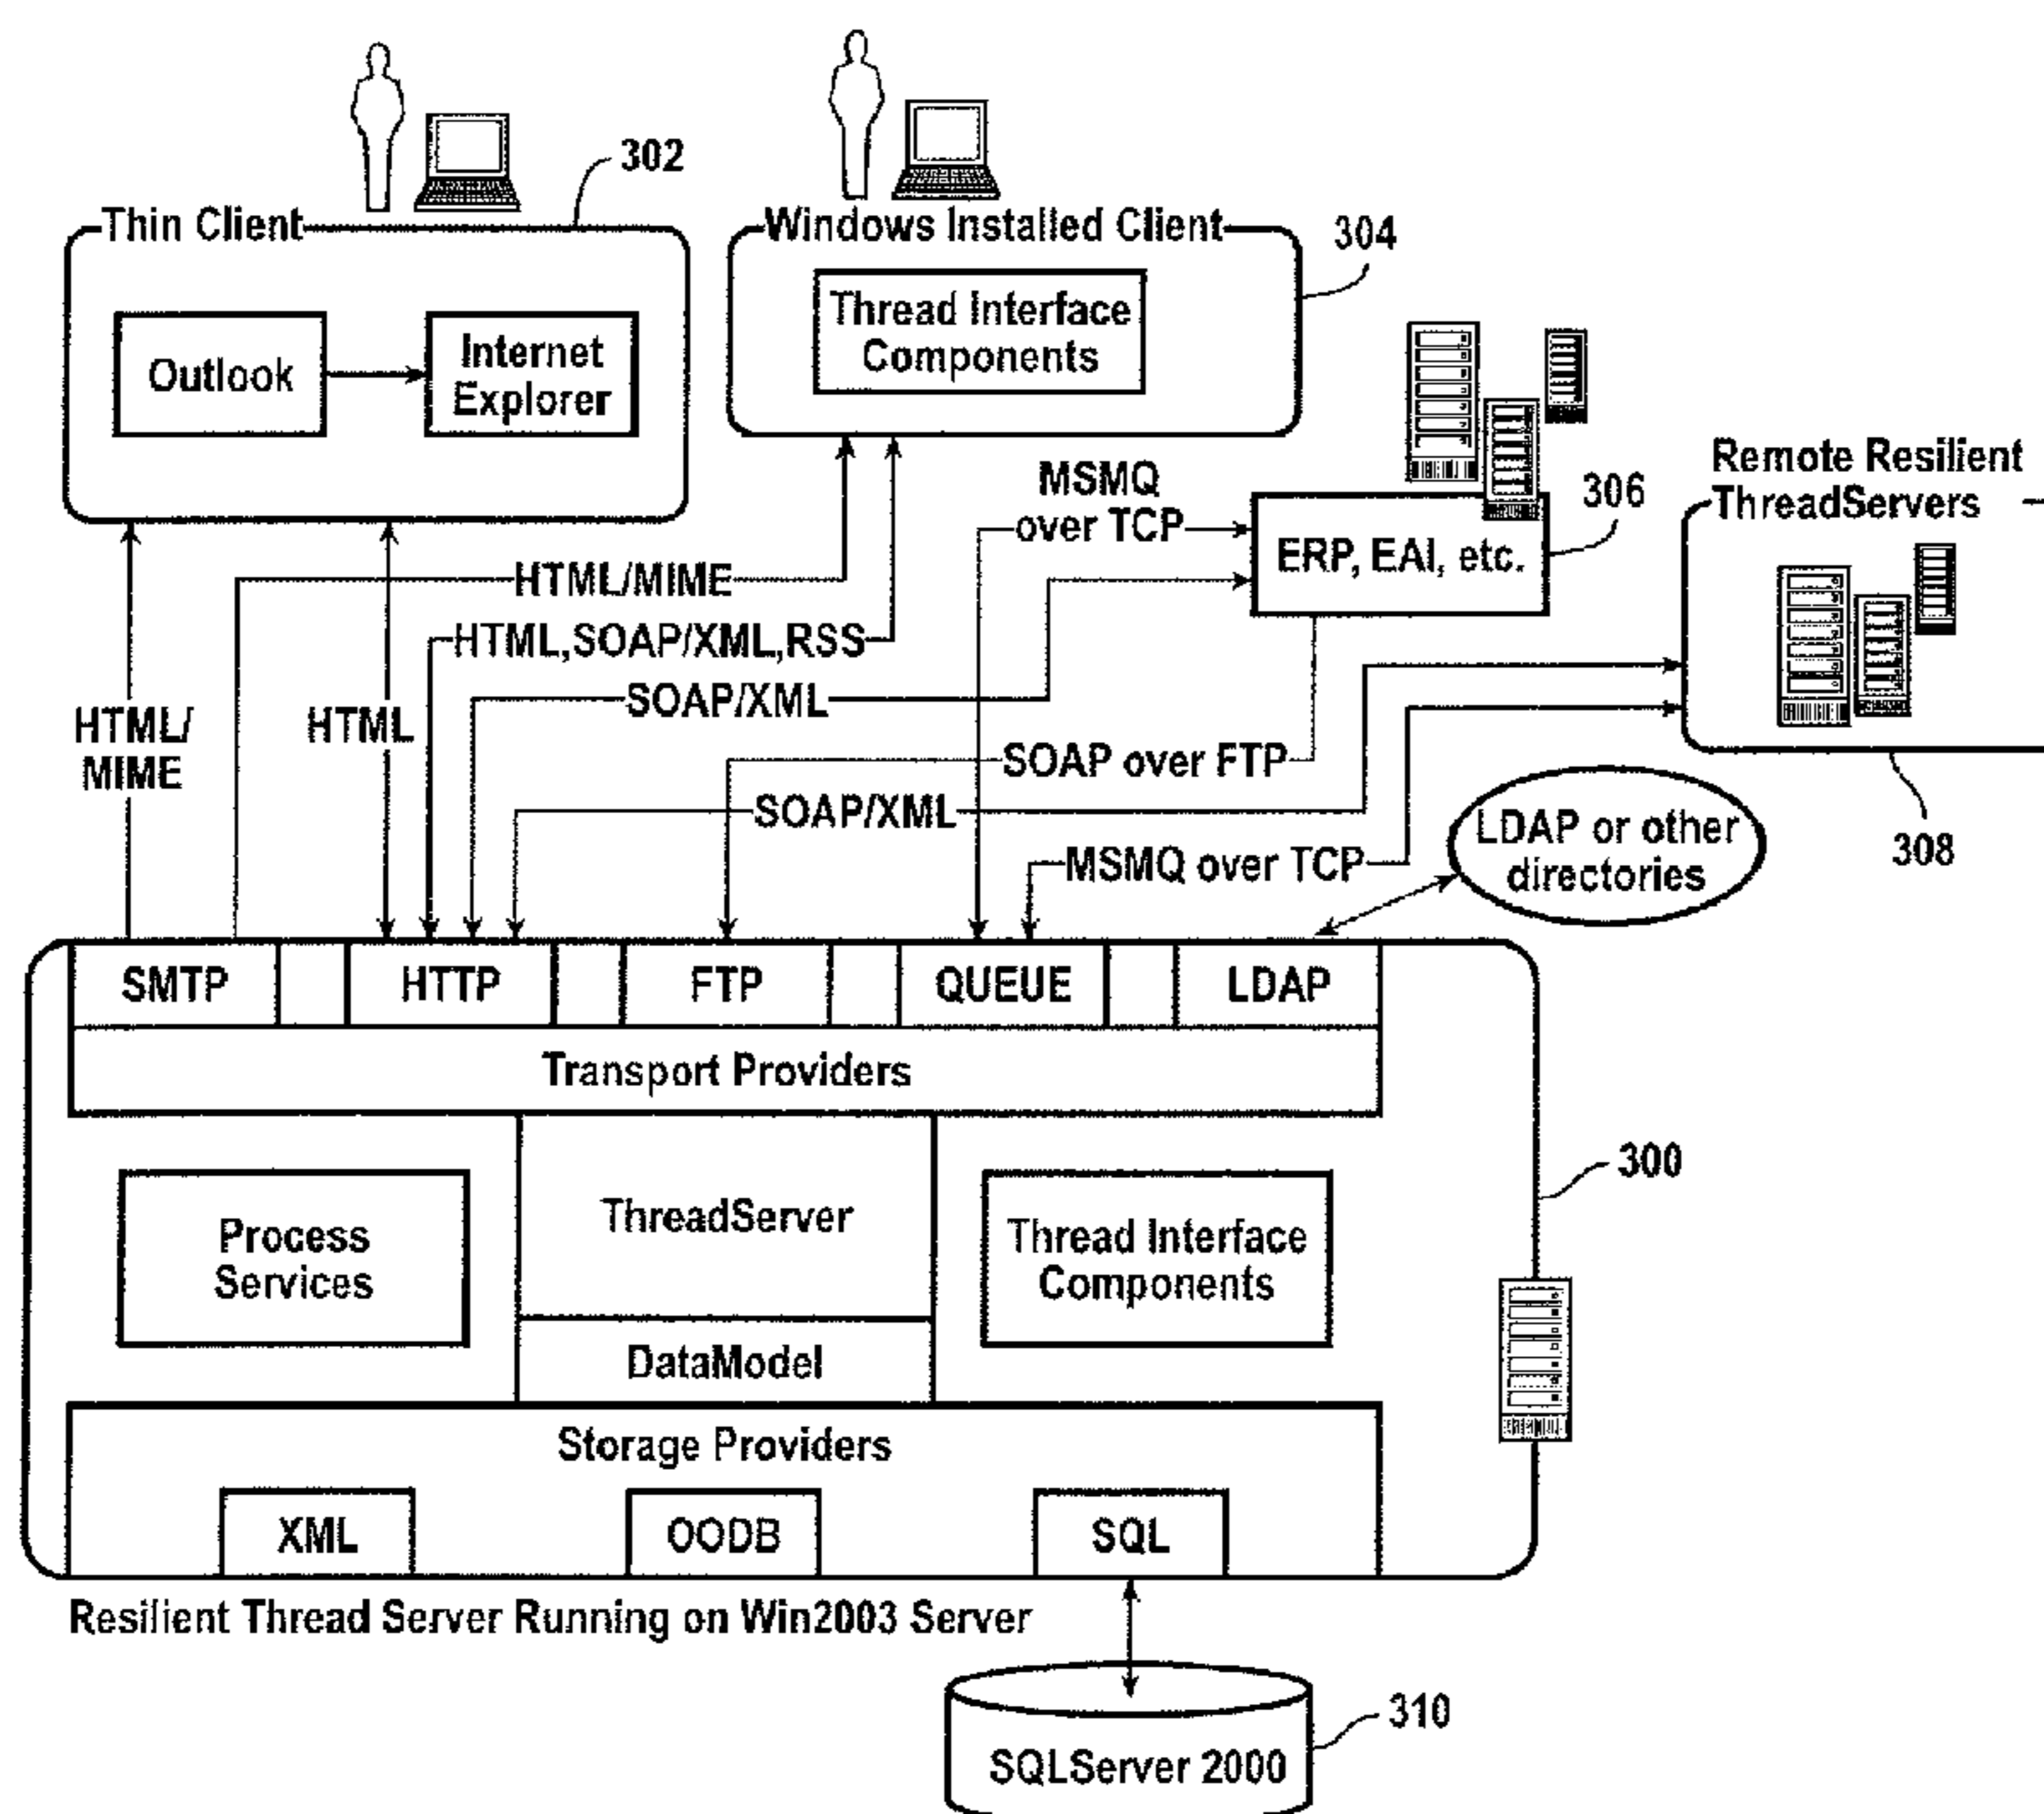 302
Thin Client
Windows Installed Client
304
Thread Interface
Components
Outlook
Internet
Explorer
MSMQ
over TCP
306
Remote Resilient
ThreadServers
ERP, EAI, etc.
HTML/MIME
HTML,SOAP/XML,RSS
SOAP/XML
HTML/
MIME
HTML
SOAP over FTP
SOAP/XML
MSMQ over TCP
LDAP or other
directories
308
SMTP
HTTP
FTP
QUEUE
LDAP
Transport Providers
300
Process
Services
ThreadServer
Thread Interface
Components
DataModel
Storage Providers
XML
OODB
SQL
Resilient Thread Server Running on Win2003 Server
310
SQLServer 2000